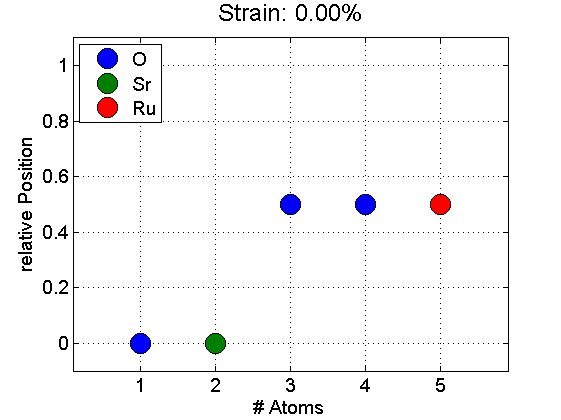 Strain: 0.00%
O
Sr
Ru
relative Position
1
0.8
0.6
0.4
0.2
0
1 2 3 4 5
# Atoms